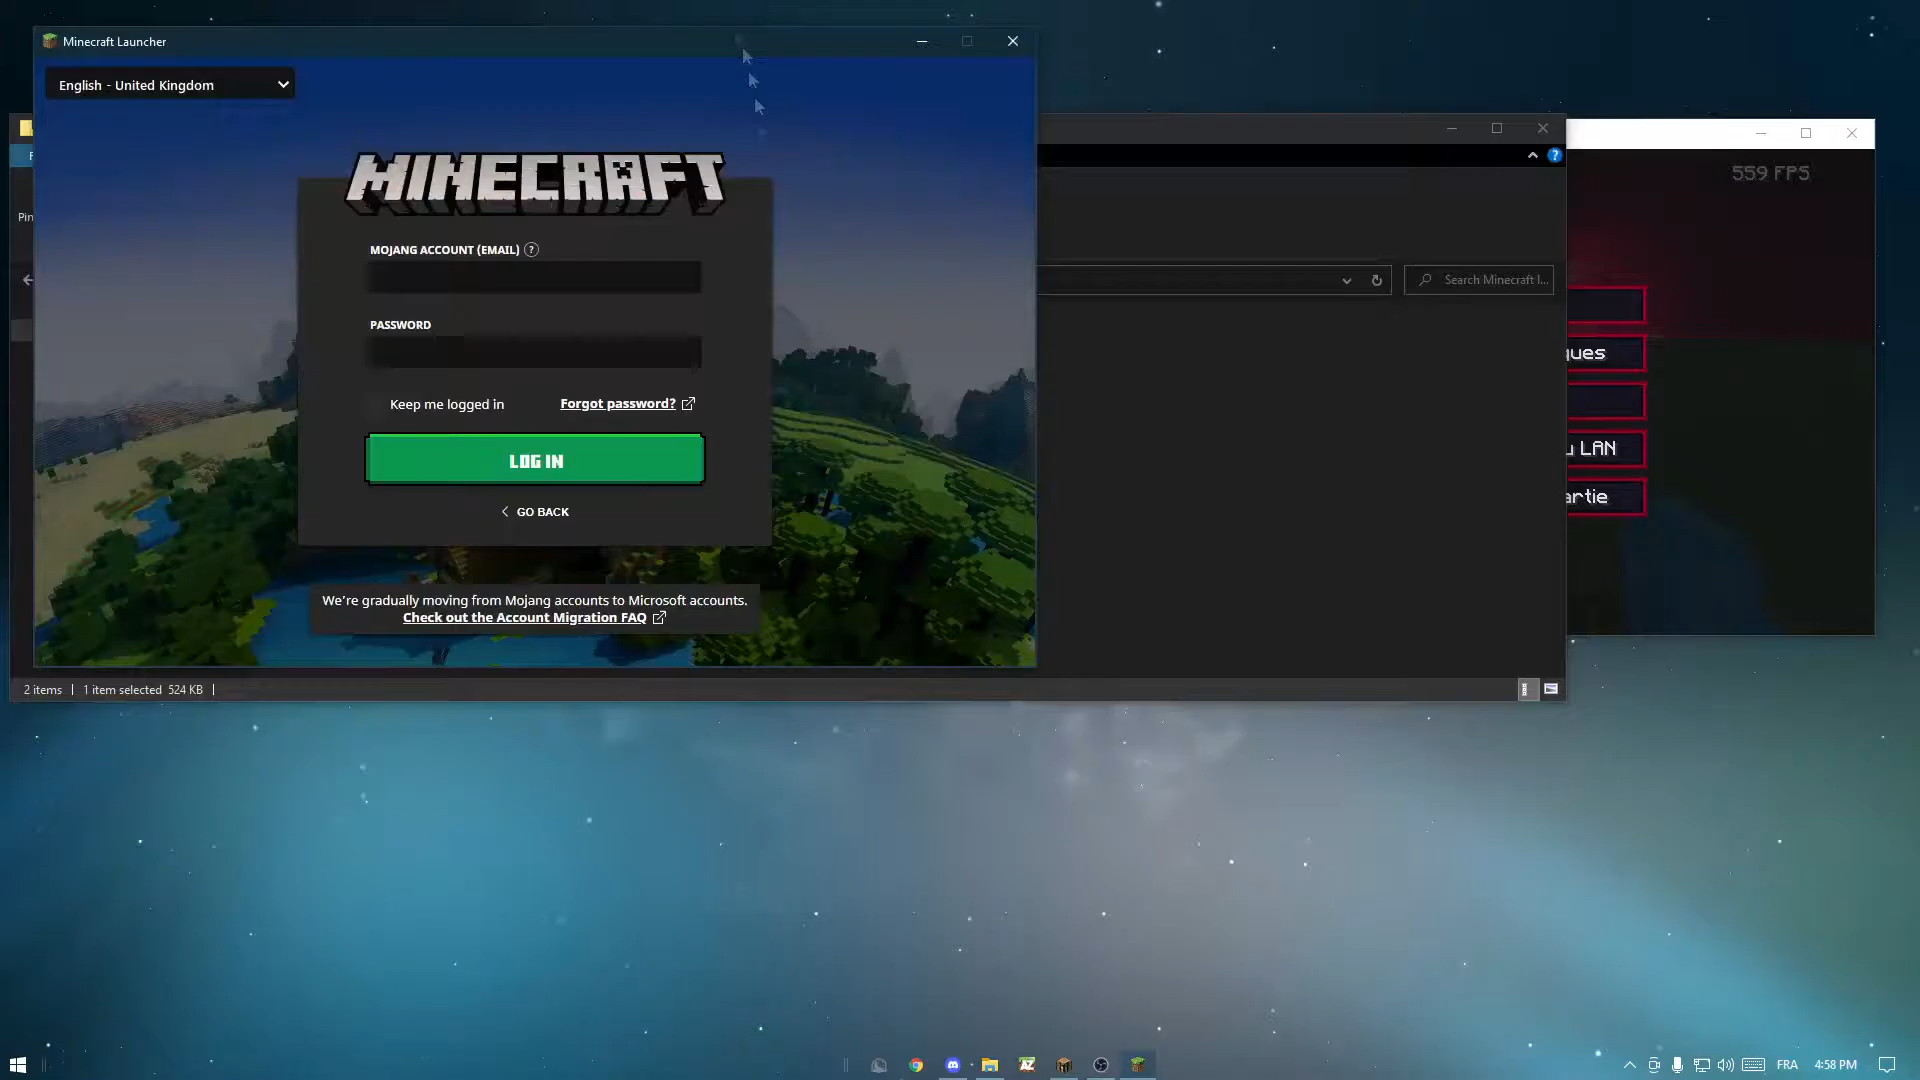 Minecraft Launcher
English - United Kingdom
MINECRAFT
MOJANG ACCOUNT (EMAIL) ?
PASSWORD
Keep me logged in
Forgot password?
LOG IN
GO BACK
We're gradually moving from Mojang accounts to Microsoft accounts.
Check out the Account Migration FAQ
F
Pin
?
Search Minecraft l...
2 items
1 item selected 524 KB
559 FPS
ques
u LAN
artie
AZ
FRA
4:58 PM